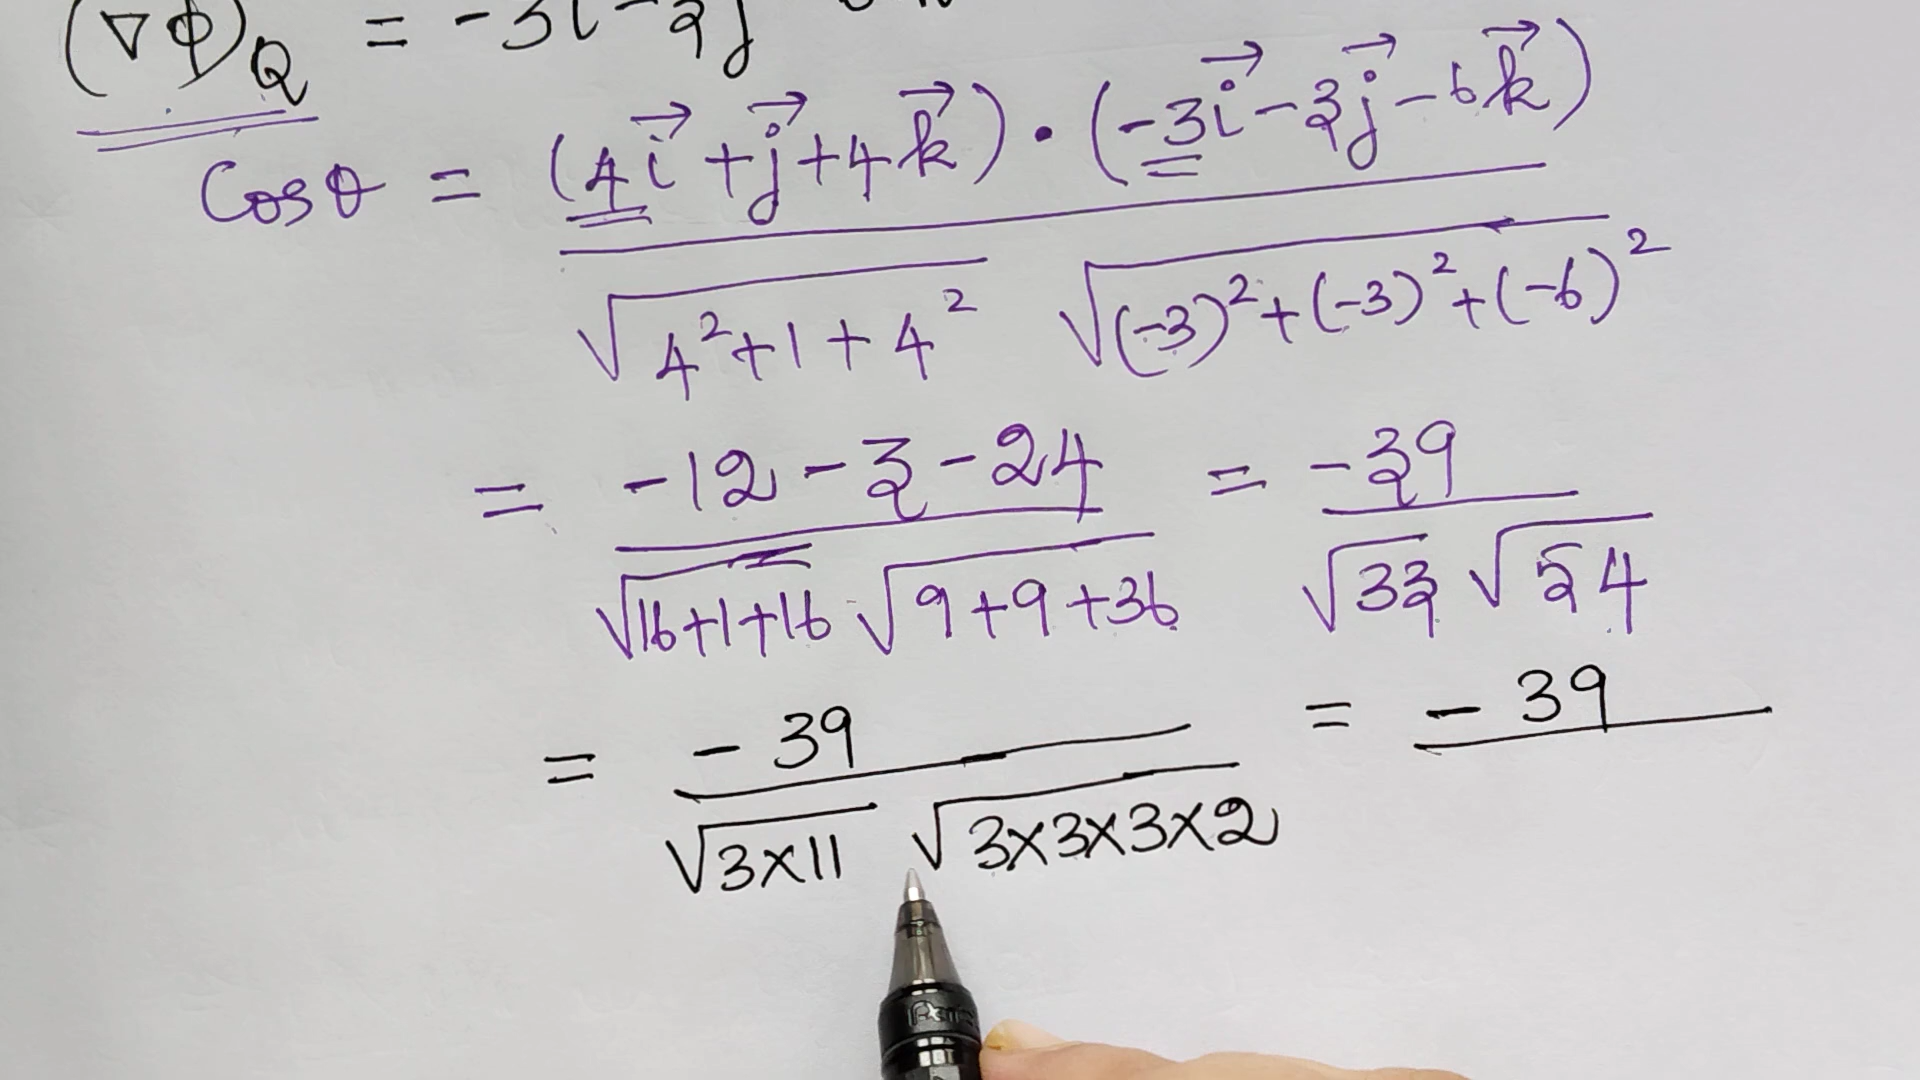 (∇Φ)_Q = -3i - 3j
Cosθ = (4i⃗ + j⃗ + 4k⃗) · (-3i⃗ - 3j⃗ - 6k⃗)
√4² + 1 + 4² √(-3)² + (-3)² + (-6)²
= -12 - 3 - 24 = -39
√16+1+16 √9+9+36 √33 √54
= -39 = -39
√3×11 √3×3×3×2